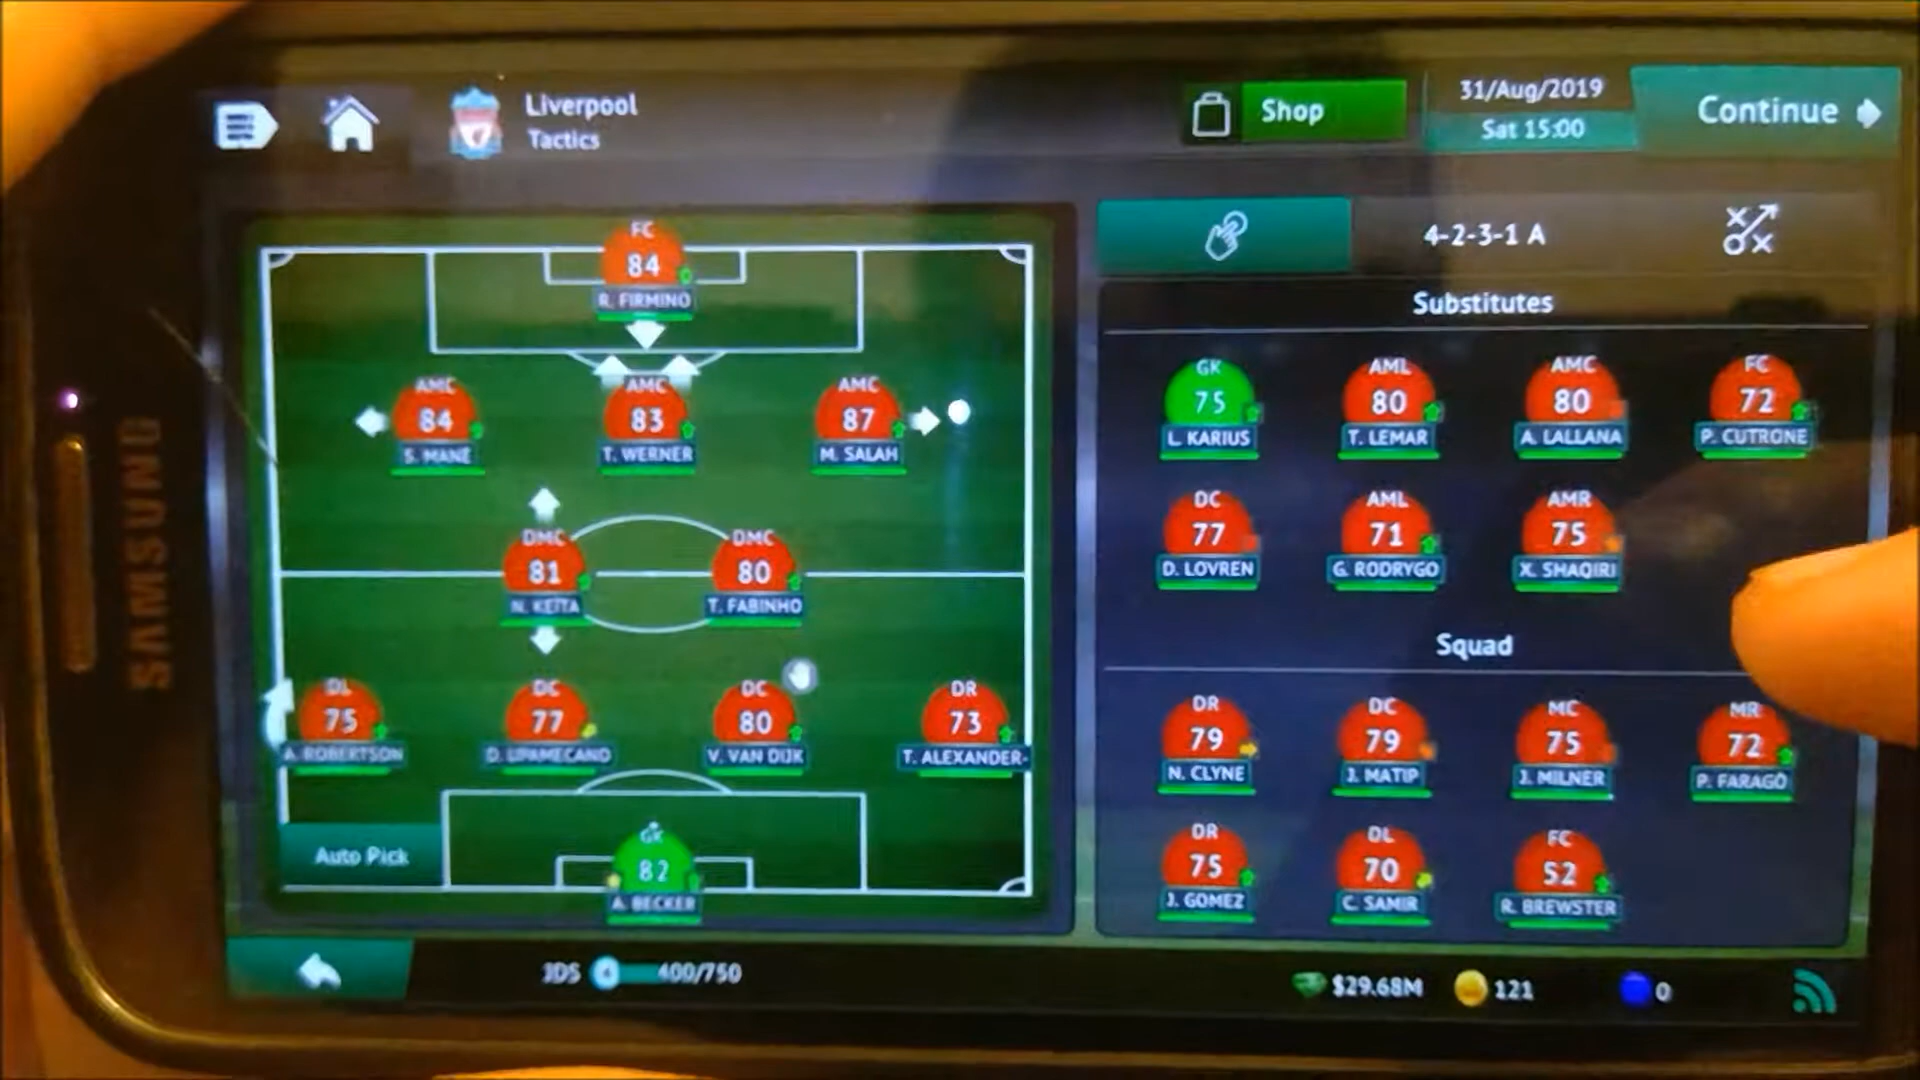 SAMSUNG
Liverpool
Tactics
Shop
31/Aug/2019
Sat 15:00
Continue
FC
84
R. FIRMINO
AMC
84
S. MANE
AMC
83
T. WERNER
AMC
87
M. SALAH
DMC
81
N. KEITA
DMC
80
T. FABINHO
DL
75
A. ROBERTSON
DC
77
D. UPAMECANO
DC
80
V. VAN DIJK
DR
73
T. ALEXANDER-
GK
82
A. BECKER
Auto Pick
4-2-3-1 A
Substitutes
GK
75
L. KARIUS
AML
80
T. LEMAR
AMC
80
A. LALLANA
FC
72
P. CUTRONE
DC
77
D. LOVREN
AML
71
G. RODRYGO
AMR
75
X. SHAQIRI
Squad
DR
79
N. CLYNE
DC
79
J. MATIP
MC
75
J. MILNER
MR
72
P. FARAGO
DR
75
J. GOMEZ
DL
70
C. SAMIR
FC
52
R. BREWSTER
JDS
400/750
$29.68M
121
0